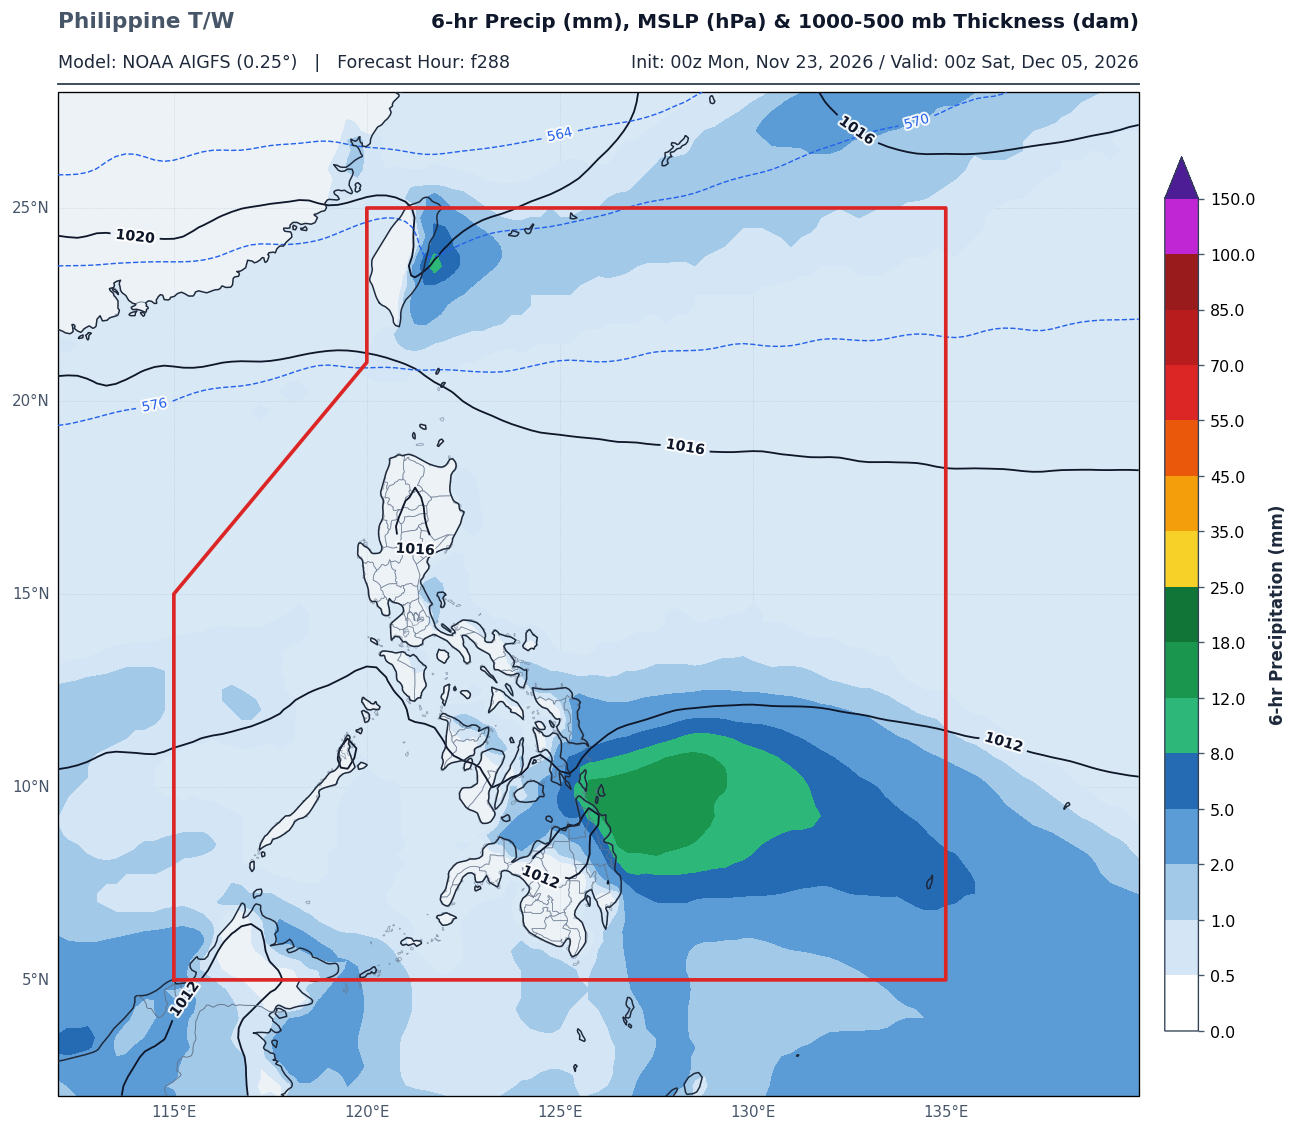 Philippine T/W
6-hr Precip (mm), MSLP (hPa) & 1000-500 mb Thickness (dam)
Model: NOAA AIGFS (0.25°) | Forecast Hour: f288
Init: 00z Mon, Nov 23, 2026 / Valid: 00z Sat, Dec 05, 2026
564
1016
570
25°N
1020
20°N
576
1016
1016
15°N
1012
10°N
1012
5°N
1012
115°E
120°E
125°E
130°E
135°E
150.0
100.0
85.0
70.0
55.0
45.0
35.0
25.0
18.0
12.0
8.0
5.0
2.0
1.0
0.5
0.0
6-hr Precipitation (mm)